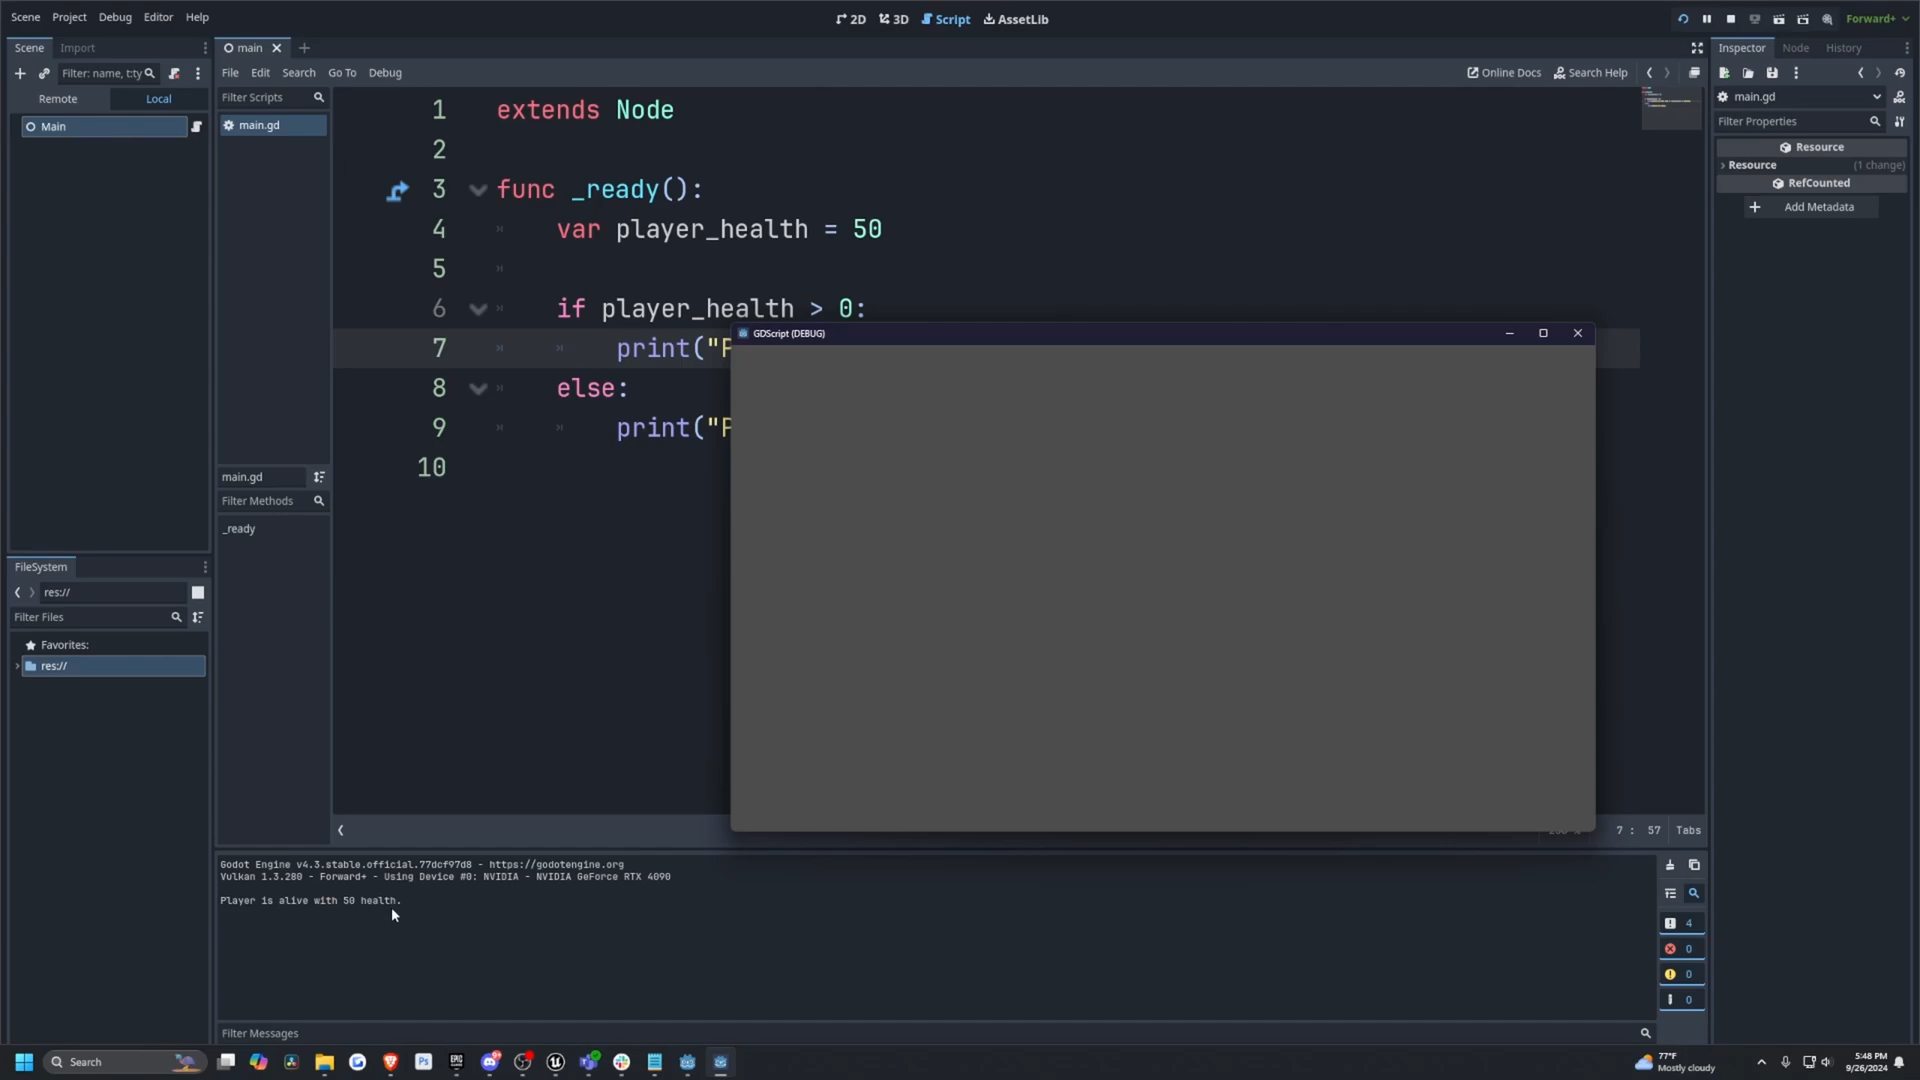 Scene Project Debug Editor Help
2D 3D Script AssetLib
Forward+
Scene Import
main
Inspector Node History
Filter: name, t:ty
File Edit Search Go To Debug
Online Docs Search Help
Remote Local
Filter Scripts
main.gd
Filter Properties
Main
main.gd
Resource
Resource (1 change)
RefCounted
Add Metadata
1 extends Node
2
3 func _ready():
4 var player_health = 50
5
6 if player_health > 0:
GDScript (DEBUG)
7 print("P
8 else:
9 print("P
10
main.gd
Filter Methods
_ready
FileSystem
res://
Filter Files
Favorites:
res://
7 : 57 Tabs
Godot Engine v4.3.stable.official.77dcf97d8 - https://godotengine.org
Vulkan 1.3.280 - Forward+ - Using Device #0: NVIDIA - NVIDIA GeForce RTX 4090
Player is alive with 50 health.
4
0
0
0
Filter Messages
Search
Ps
EPIC
77°F
Mostly cloudy
5:48 PM
9/26/2024